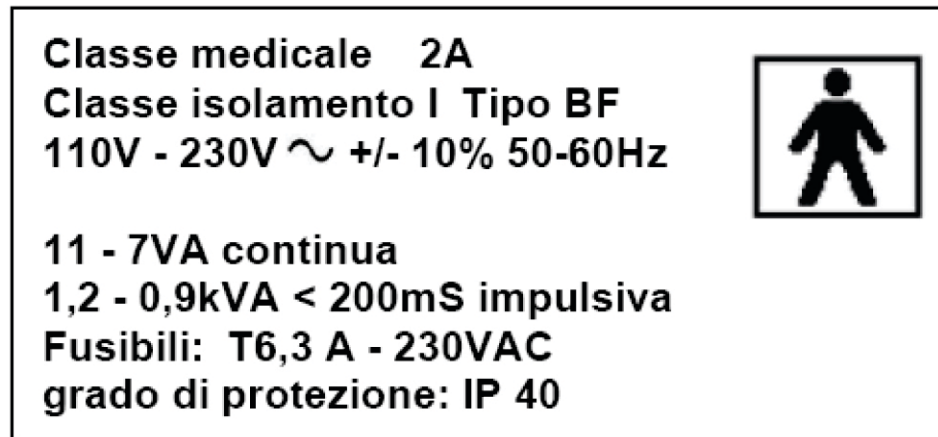 Classe medicale 2A
Classe isolamento I Tipo BF
110V - 230V ~ +/- 10% 50-60Hz
11 - 7VA continua
1,2 - 0,9kVA < 200mS impulsiva
Fusibili: T6,3 A - 230VAC
grado di protezione: IP 40